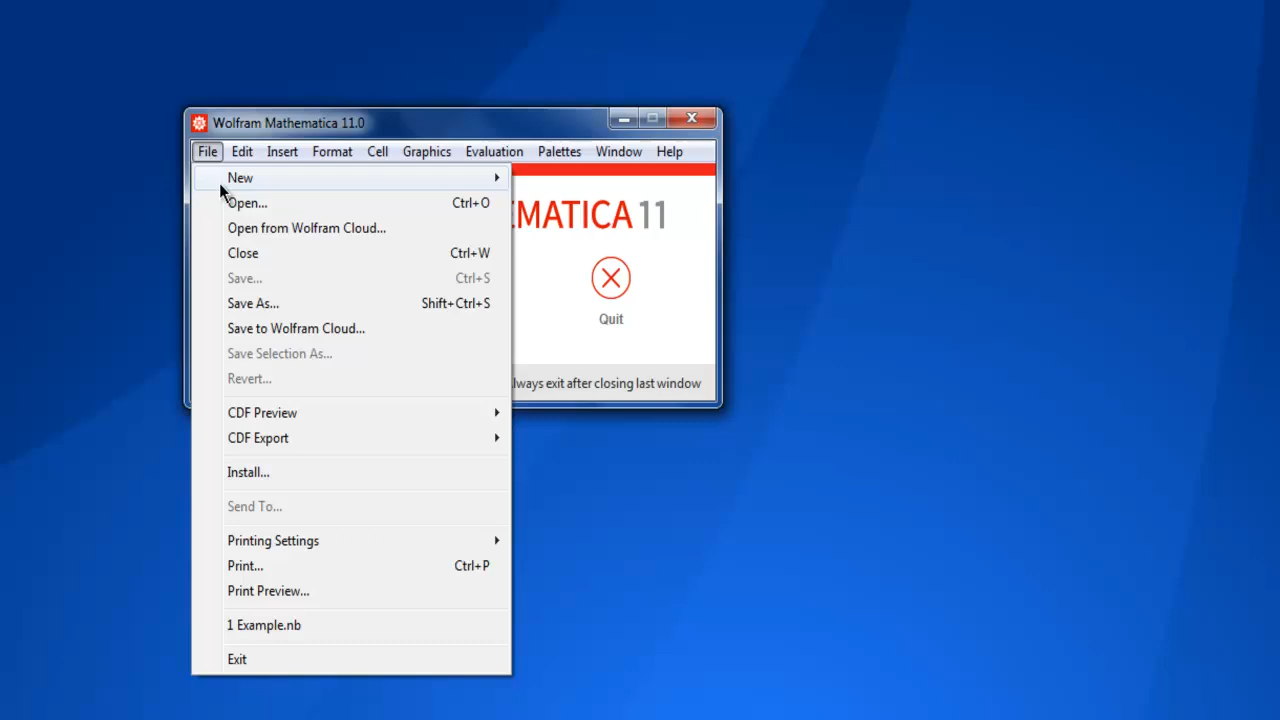 Wolfram Mathematica 11.0
File Edit Insert Format Cell Graphics Evaluation Palettes Window Help
New
Open... Ctrl+O
Open from Wolfram Cloud...
Close Ctrl+W
Save... Ctrl+S
Save As... Shift+Ctrl+S
Save to Wolfram Cloud...
Save Selection As...
Revert...
CDF Preview
CDF Export
Install...
Send To...
Printing Settings
Print... Ctrl+P
Print Preview...
1 Example.nb
Exit
EMATICA 11
Quit
lways exit after closing last window